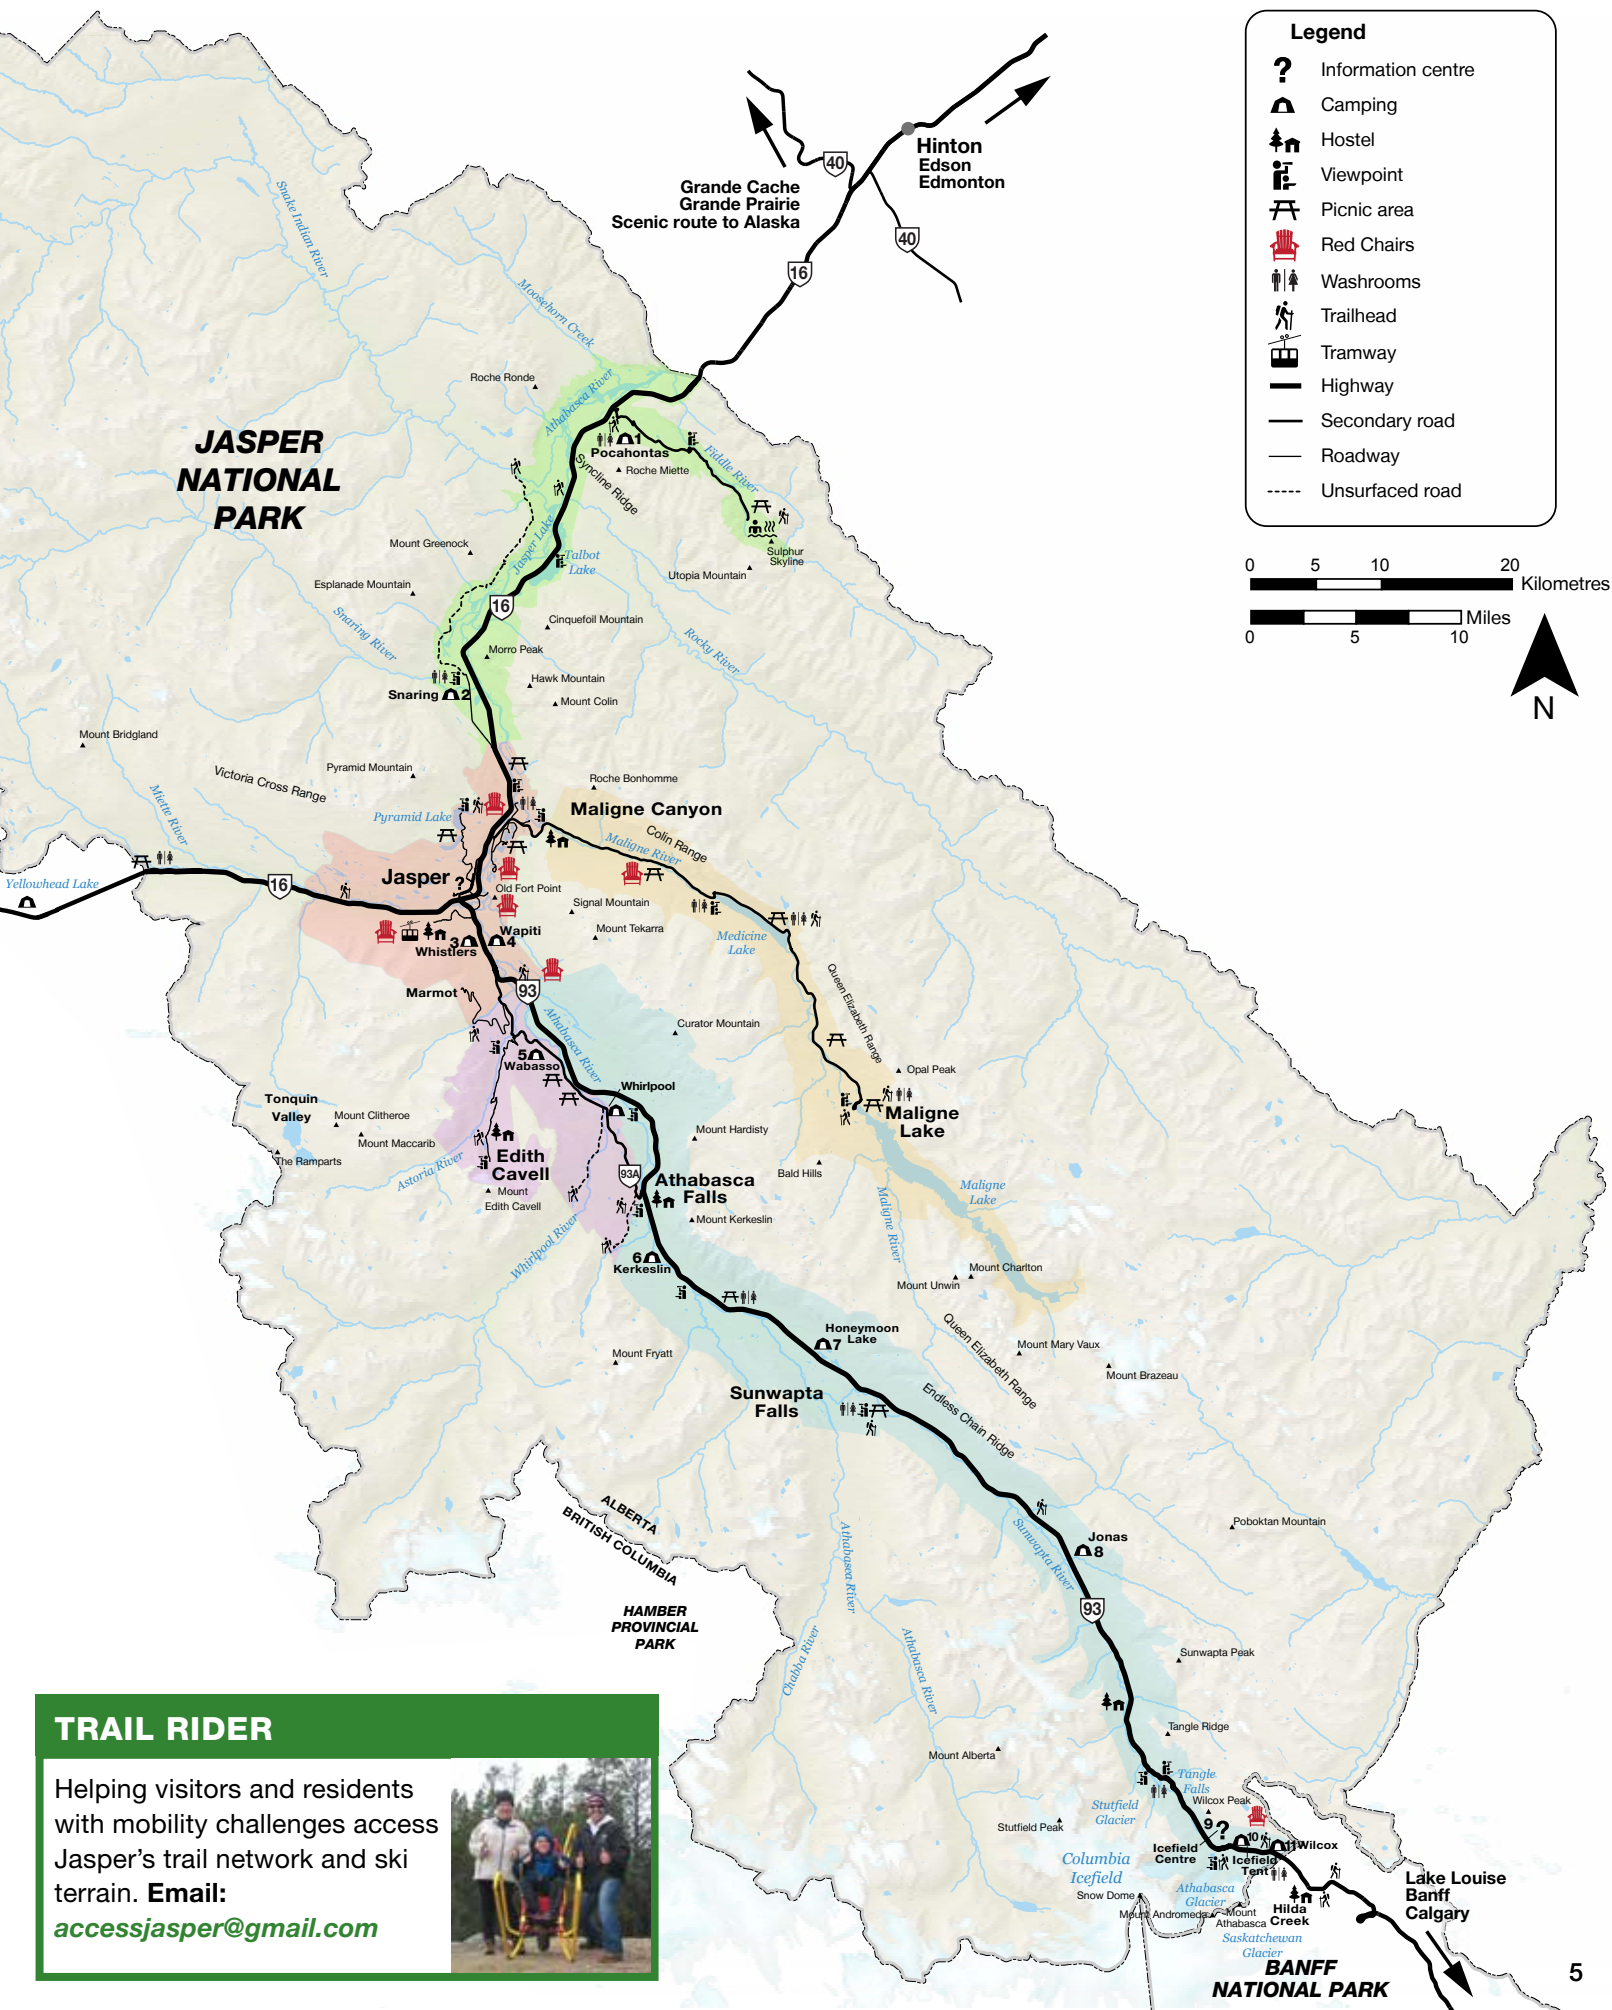 Legend
Information centre
Camping
Hostel
Viewpoint
Picnic area
Red Chairs
Washrooms
Trailhead
Tramway
Highway
Secondary road
Roadway
Unsurfaced road
0 5 10 20
Kilometres
Miles
0 5 10
N
Hinton
Edson
Edmonton
40
Grande Cache
Grande Prairie
Scenic route to Alaska
40
16
Snake Indian River
Moosehorn Creek
Roche Ronde
Athabasca River
JASPER
NATIONAL
PARK
1
Pocahontas
Roche Miette
Fiddle River
Syncline Ridge
Mount Greenock
Jasper Lake
Talbot
Lake
Sulphur
Skyline
Utopia Mountain
Esplanade Mountain
16
Snaring River
Cinquefoil Mountain
Rocky River
Morro Peak
Hawk Mountain
Snaring 2
Mount Colin
Mount Bridgland
Victoria Cross Range
Pyramid Mountain
Roche Bonhomme
Miette River
Pyramid Lake
Maligne Canyon
Colin Range
Maligne River
Yellowhead Lake
16
Jasper ?
Old Fort Point
Signal Mountain
Wapiti
Mount Tekarra
3 4
Whistlers
Medicine
Lake
Marmot
93
Queen Elizabeth Range
Athabasca River
Curator Mountain
5
Wabasso
Opal Peak
Whirlpool
Tonquin
Valley
Mount Clitheroe
Mount Maccarib
The Ramparts
Maligne
Lake
Mount Hardisty
Astoria River
Edith
Cavell
Mount
Edith Cavell
93A
Athabasca
Falls
Bald Hills
Maligne
Lake
Mount Kerkeslin
Maligne River
Whirlpool River
6
Kerkeslin
Mount Charlton
Mount Unwin
Honeymoon
Lake
7
Queen Elizabeth Range
Mount Mary Vaux
Mount Fryatt
Mount Brazeau
Sunwapta
Falls
Endless Chain Ridge
ALBERTA
BRITISH COLUMBIA
Athabasca River
Sunwapta River
Poboktan Mountain
Jonas
8
HAMBER
PROVINCIAL
PARK
93
Chaba River
Athabasca River
Sunwapta Peak
Tangle Ridge
Mount Alberta
Tangle
Falls
Stutfield
Glacier
Wilcox Peak
Stutfield Peak
9 ?
10
11 Wilcox
Icefield
Centre
Icefield
Tent
Columbia
Icefield
Snow Dome
Athabasca
Glacier
Mount Andromeda
Mount
Athabasca
Hilda
Creek
Saskatchewan
Glacier
Lake Louise
Banff
Calgary
BANFF
NATIONAL PARK
TRAIL RIDER
Helping visitors and residents
with mobility challenges access
Jasper’s trail network and ski
terrain. Email:
accessjasper@gmail.com
5